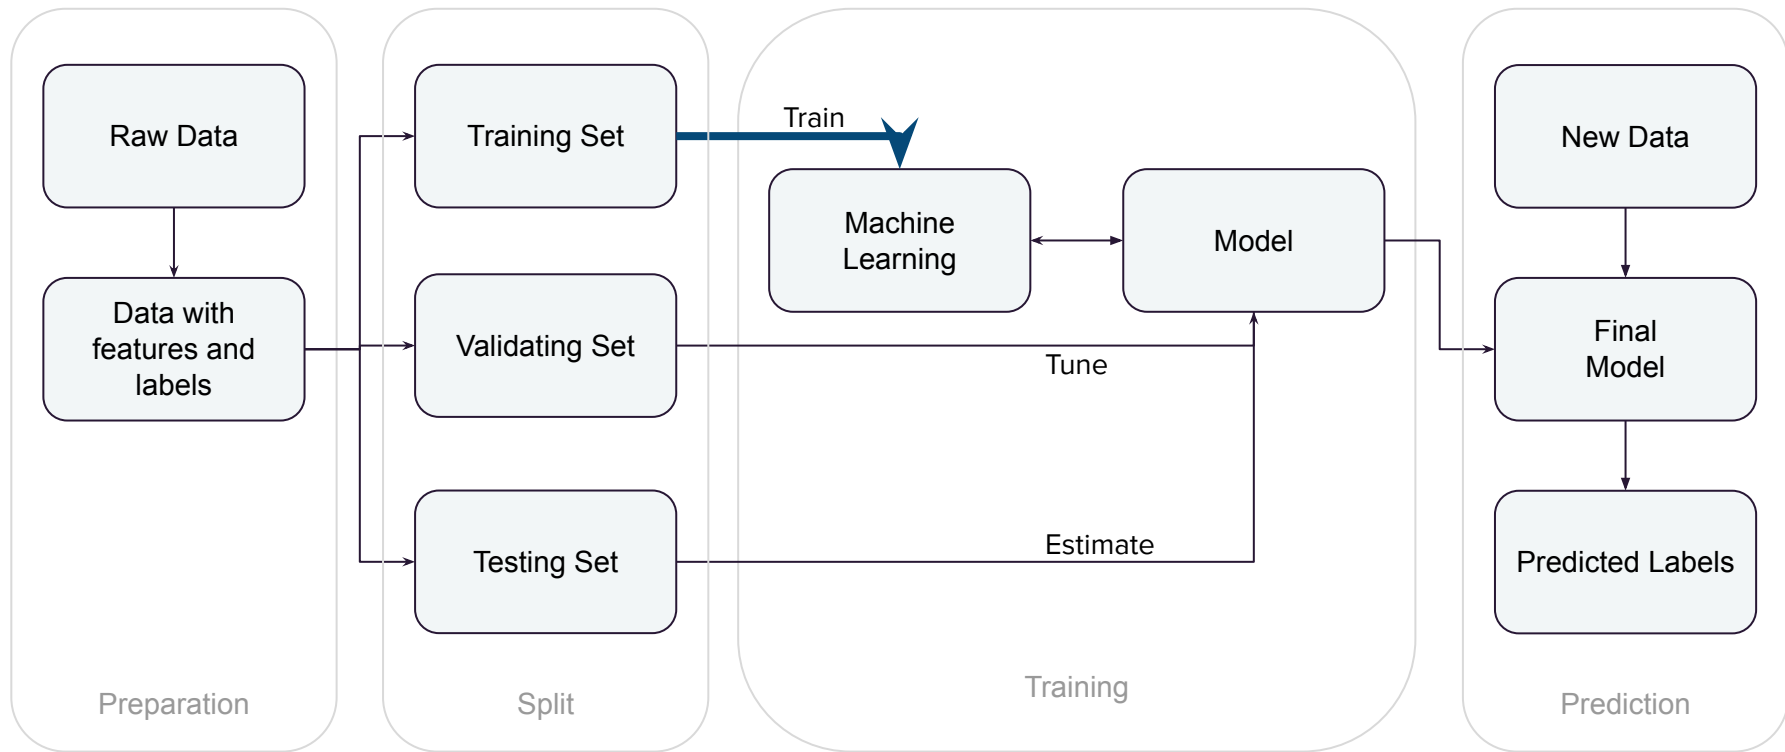 Raw Data
Data with
features and
labels
Preparation
Training Set
Validating Set
Testing Set
Split
Train
Machine
Learning
Model
Tune
Estimate
Training
New Data
Final
Model
Predicted Labels
Prediction